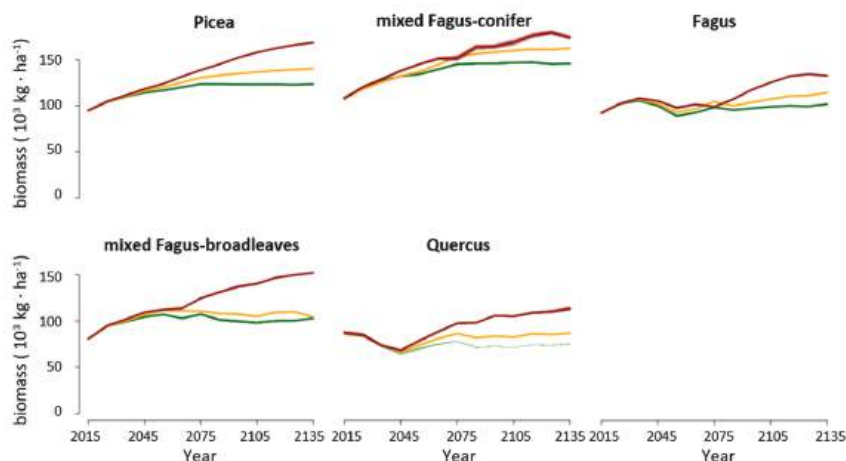 Picea
mixed Fagus-conifer
Fagus
biomass ( 10³ kg · ha⁻¹)
150
100
50
0
mixed Fagus-broadleaves
Quercus
biomass ( 10³ kg · ha⁻¹)
150
100
50
0
2015 2045 2075 2105 2135
2015 2045 2075 2105 2135
2015 2045 2075 2105 2135
Year
Year
Year